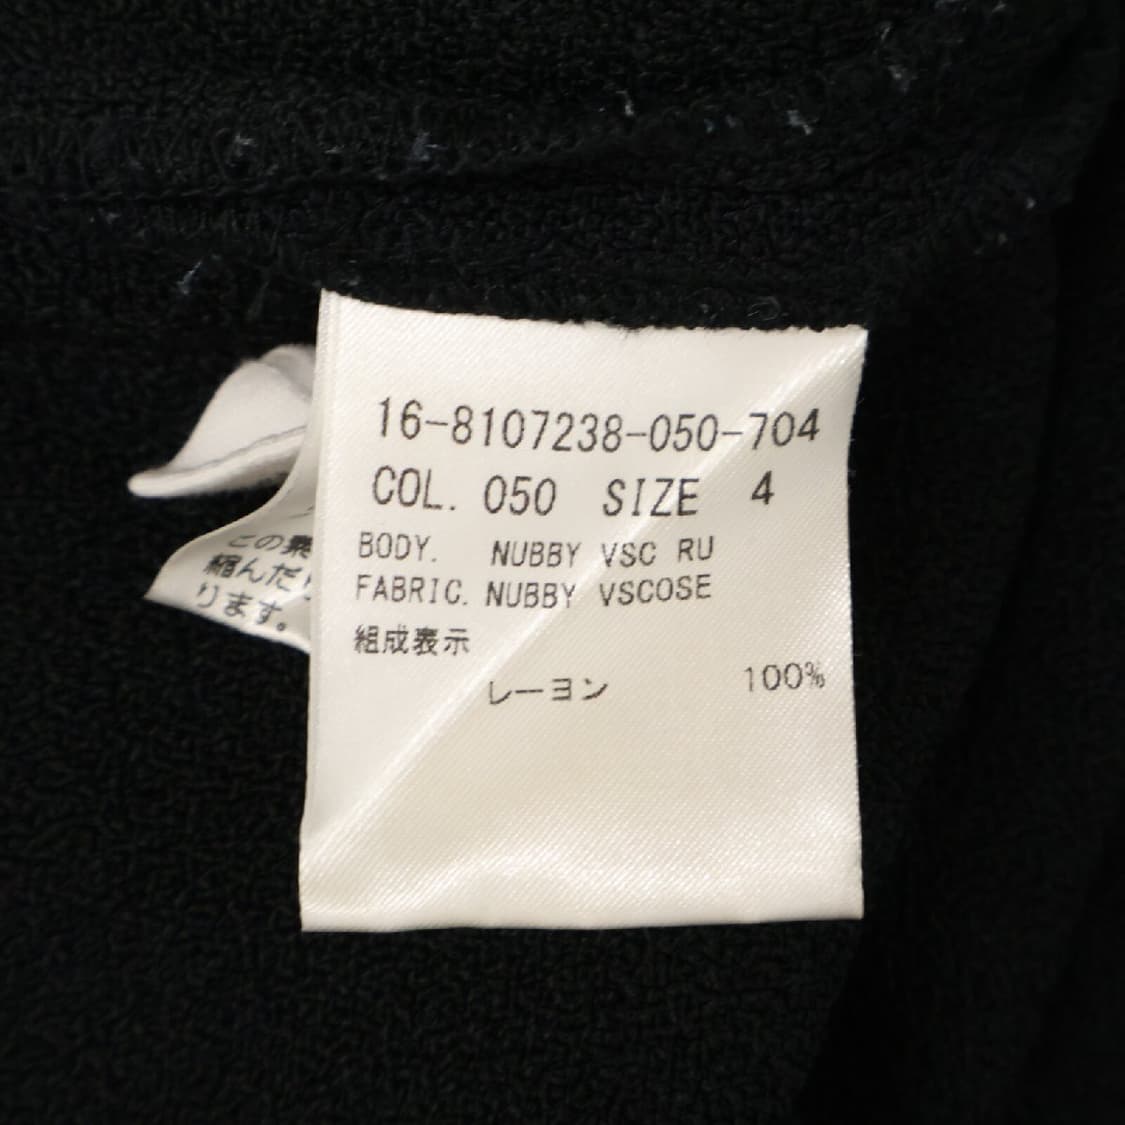 16-8107238-050-704
COL. 050 SIZE 4
BODY. NUBBY VSC RU
FABRIC. NUBBY VSCOSE
組成表示
レーヨン 100%
この
縮んだり
ります。